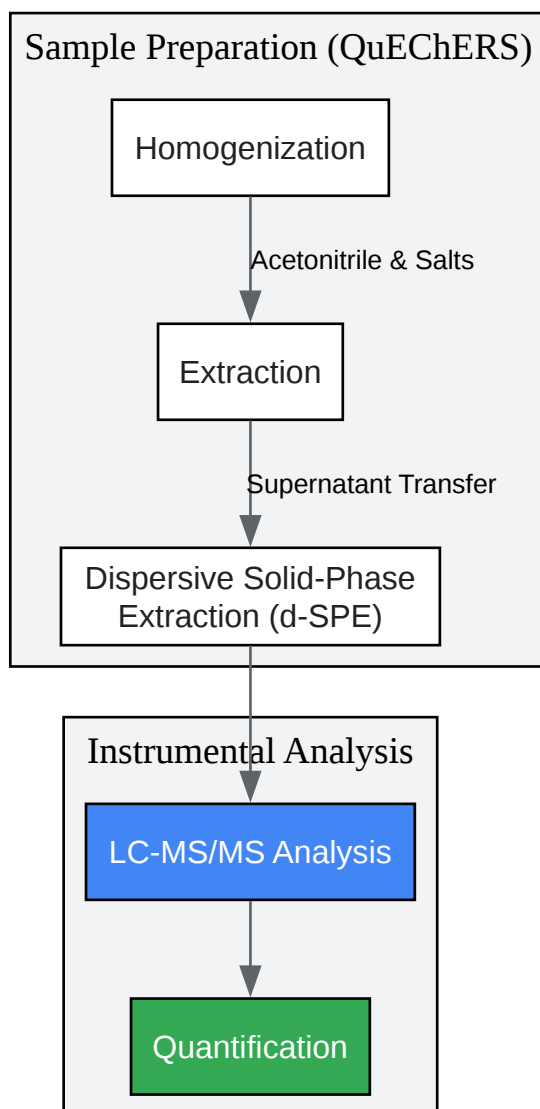 Sample Preparation (QuEChERS)
Homogenization
Acetonitrile & Salts
Extraction
Supernatant Transfer
Dispersive Solid-Phase
Extraction (d-SPE)
Instrumental Analysis
LC-MS/MS Analysis
Quantification